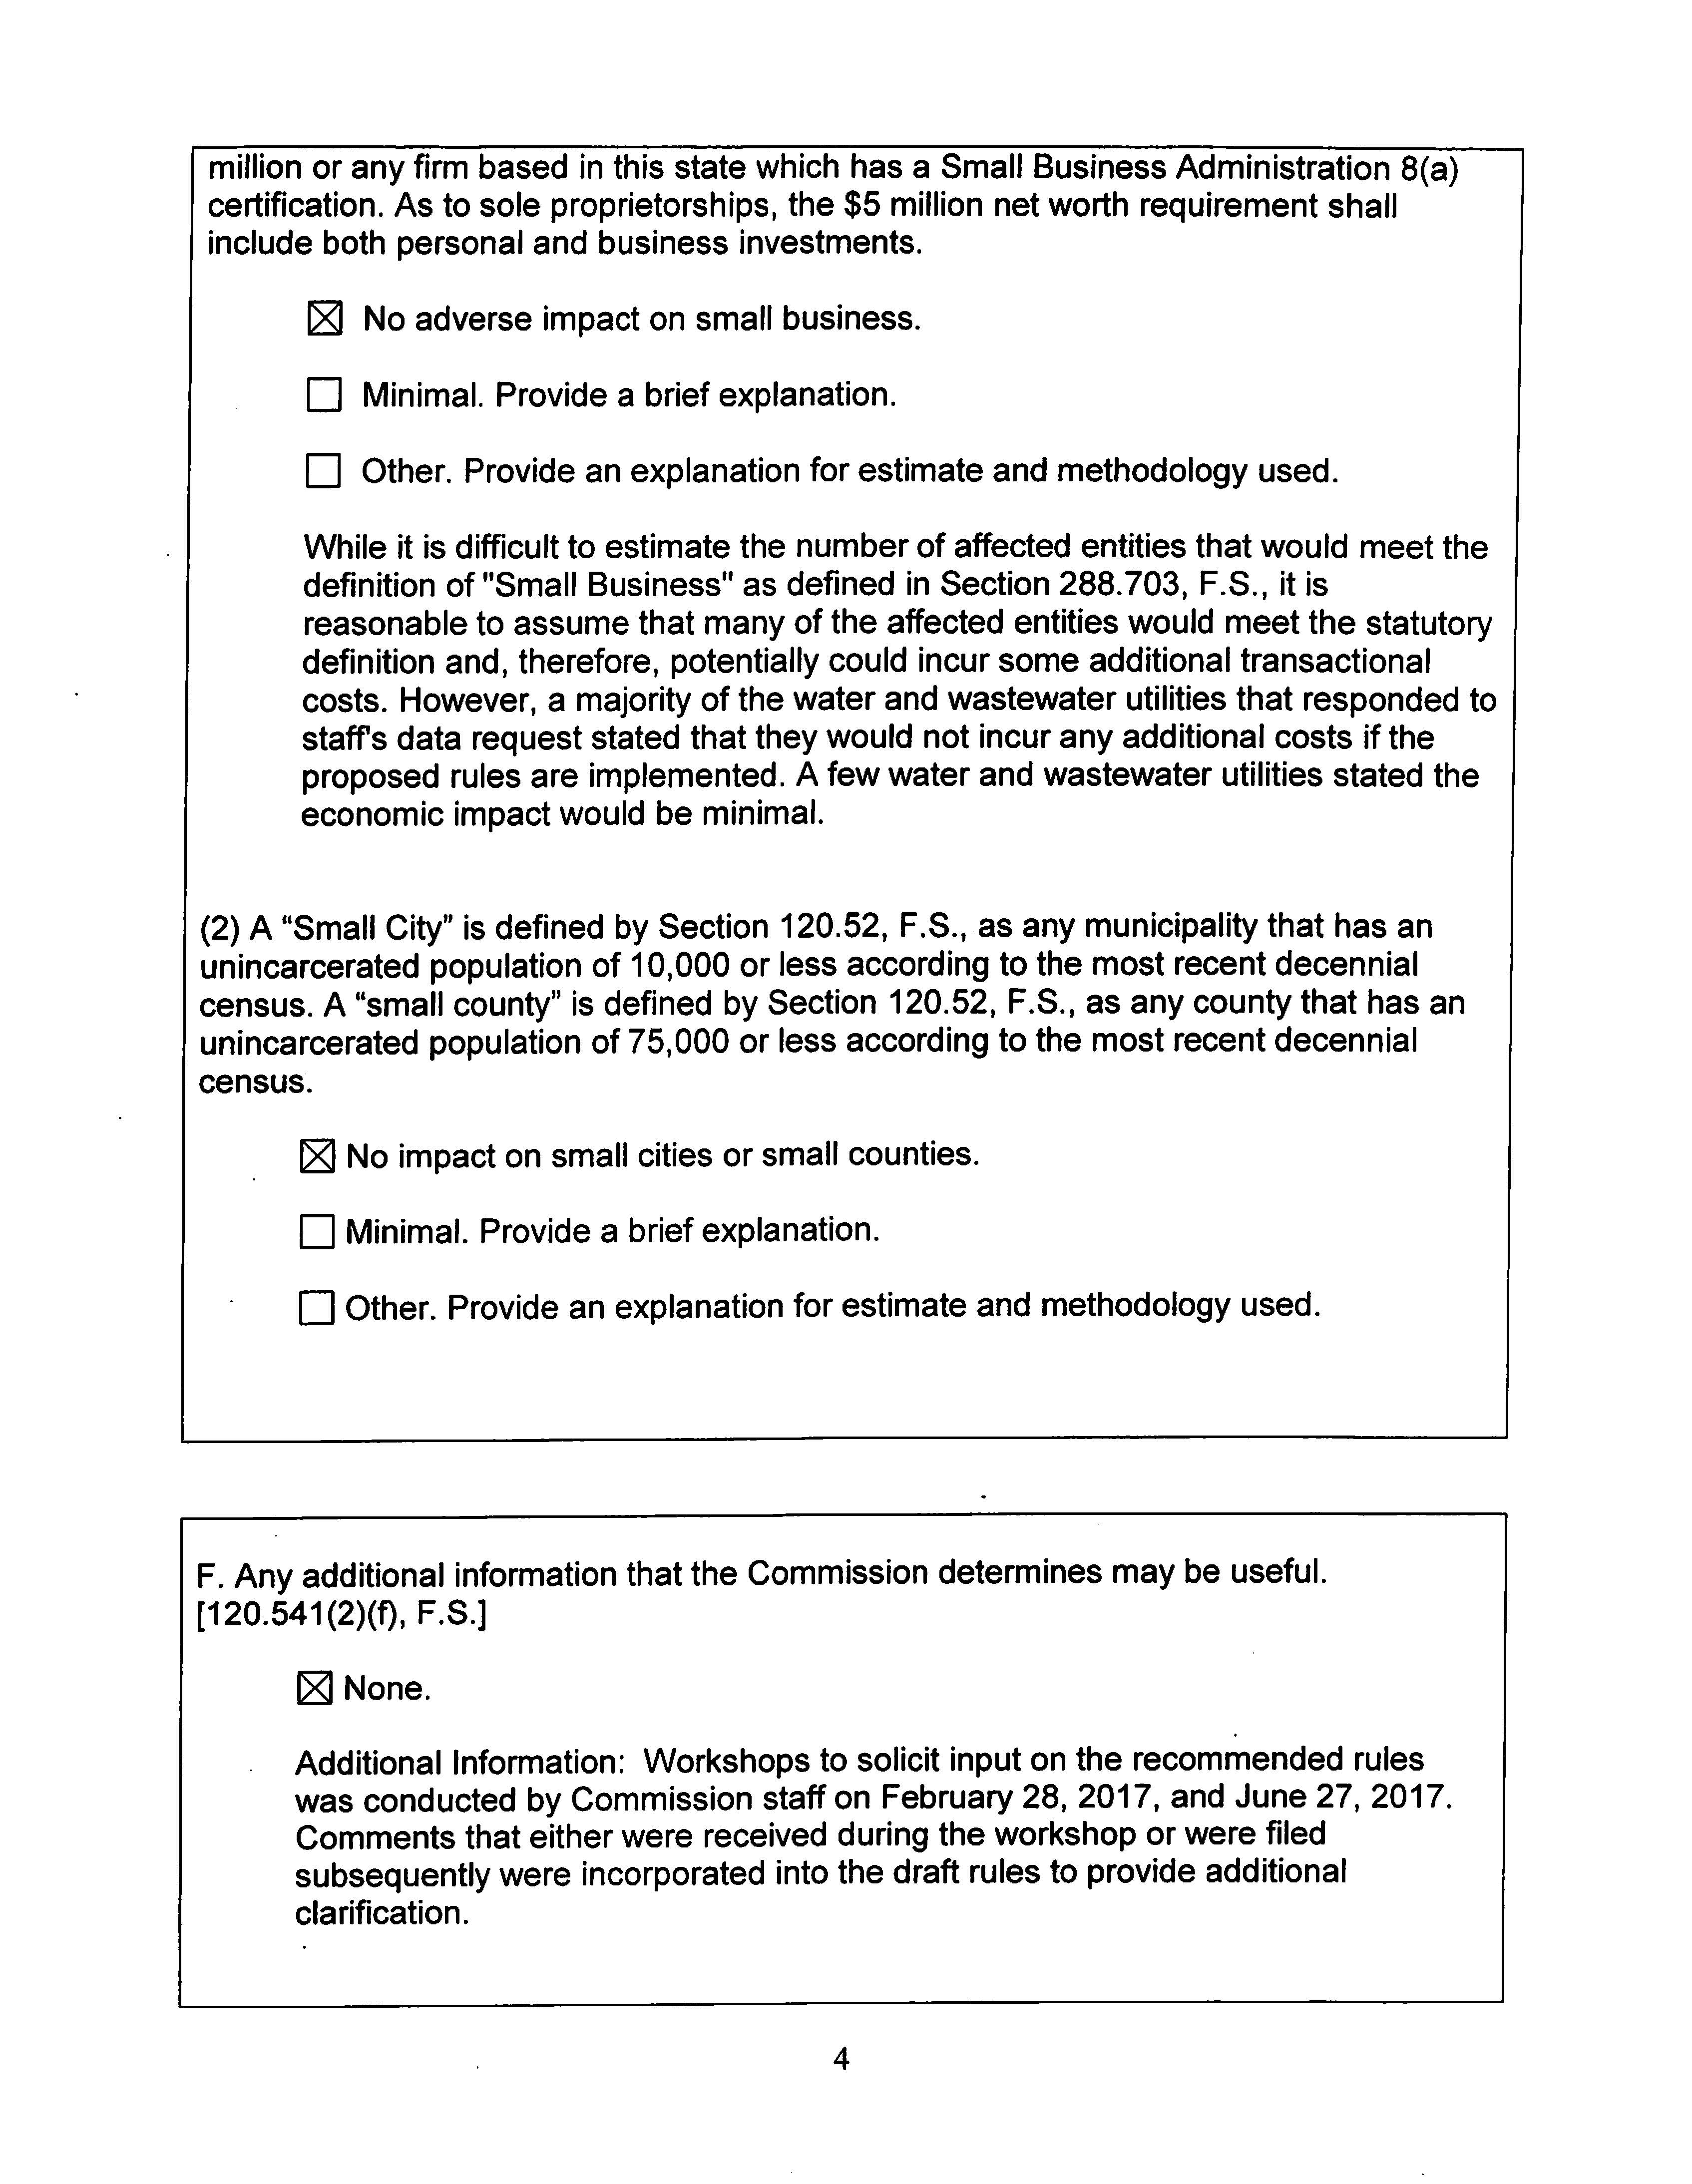 million or any firm based in this state which has a Small Business Administration 8(a)
certification. As to sole proprietorships, the $5 million net worth requirement shall
include both personal and business investments.
☒ No adverse impact on small business.
☐ Minimal. Provide a brief explanation.
☐ Other. Provide an explanation for estimate and methodology used.
While it is difficult to estimate the number of affected entities that would meet the
definition of "Small Business" as defined in Section 288.703, F.S., it is
reasonable to assume that many of the affected entities would meet the statutory
definition and, therefore, potentially could incur some additional transactional
costs. However, a majority of the water and wastewater utilities that responded to
staff's data request stated that they would not incur any additional costs if the
proposed rules are implemented. A few water and wastewater utilities stated the
economic impact would be minimal.
(2) A “Small City” is defined by Section 120.52, F.S., as any municipality that has an
unincarcerated population of 10,000 or less according to the most recent decennial
census. A “small county” is defined by Section 120.52, F.S., as any county that has an
unincarcerated population of 75,000 or less according to the most recent decennial
census.
☒ No impact on small cities or small counties.
☐ Minimal. Provide a brief explanation.
☐ Other. Provide an explanation for estimate and methodology used.
F. Any additional information that the Commission determines may be useful.
[120.541(2)(f), F.S.]
☒ None.
Additional Information: Workshops to solicit input on the recommended rules
was conducted by Commission staff on February 28, 2017, and June 27, 2017.
Comments that either were received during the workshop or were filed
subsequently were incorporated into the draft rules to provide additional
clarification.
4